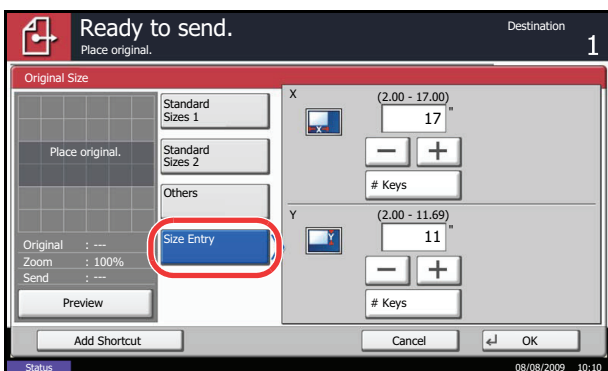 Ready to send.
Destination
Place original.
1
Original Size
Place original.
Original : ---
Zoom : 100%
Send : ---
Preview
Standard
Sizes 1
Standard
Sizes 2
Others
Size Entry
X
(2.00 - 17.00)
17 "
X
# Keys
Y
(2.00 - 11.69)
11 "
Y
# Keys
Add Shortcut
Cancel
OK
Status
08/08/2009 10:10